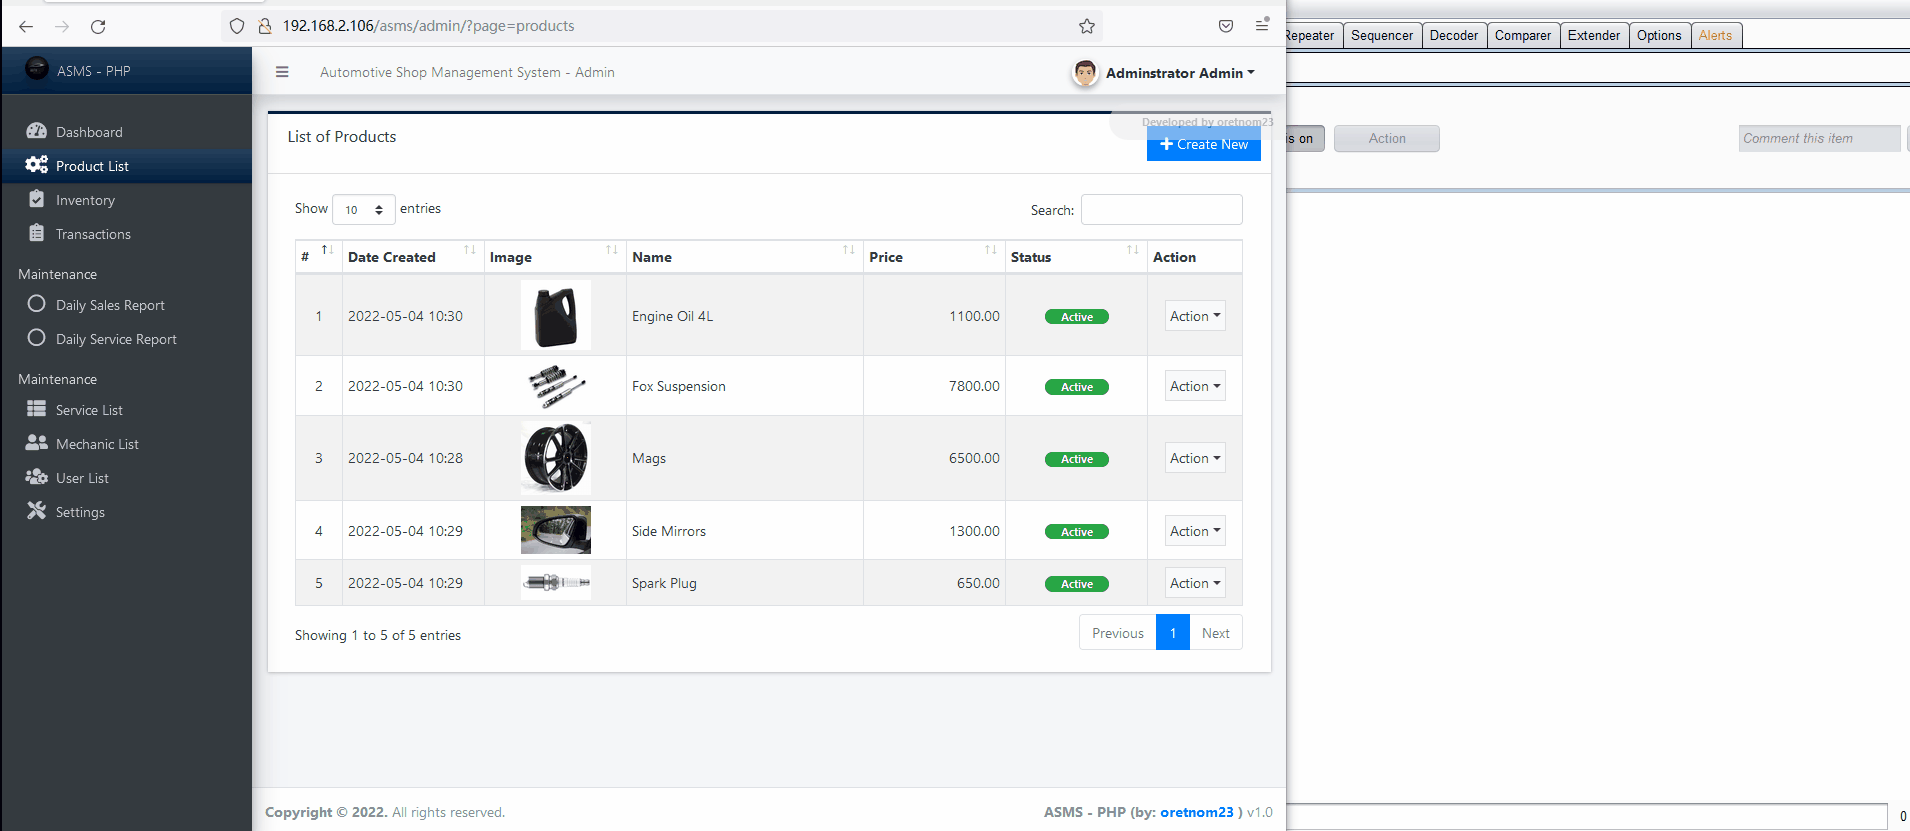 192.168.2.106/asms/admin/?page=products
Repeater Sequencer Decoder Comparer Extender Options Alerts
ASMS - PHP
Automotive Shop Management System - Admin
Adminstrator Admin
Developed by oretnom23
List of Products
Create New
is on
Action
Comment this item
Dashboard
Product List
Inventory
Transactions
Maintenance
Daily Sales Report
Daily Service Report
Maintenance
Service List
Mechanic List
User List
Settings
Show 10 entries
Search:
# Date Created Image Name Price Status Action
1 2022-05-04 10:30 Engine Oil 4L 1100.00 Active Action
2 2022-05-04 10:30 Fox Suspension 7800.00 Active Action
3 2022-05-04 10:28 Mags 6500.00 Active Action
4 2022-05-04 10:29 Side Mirrors 1300.00 Active Action
5 2022-05-04 10:29 Spark Plug 650.00 Active Action
Showing 1 to 5 of 5 entries
Previous 1 Next
Copyright © 2022. All rights reserved.
ASMS - PHP (by: oretnom23 ) v1.0
0